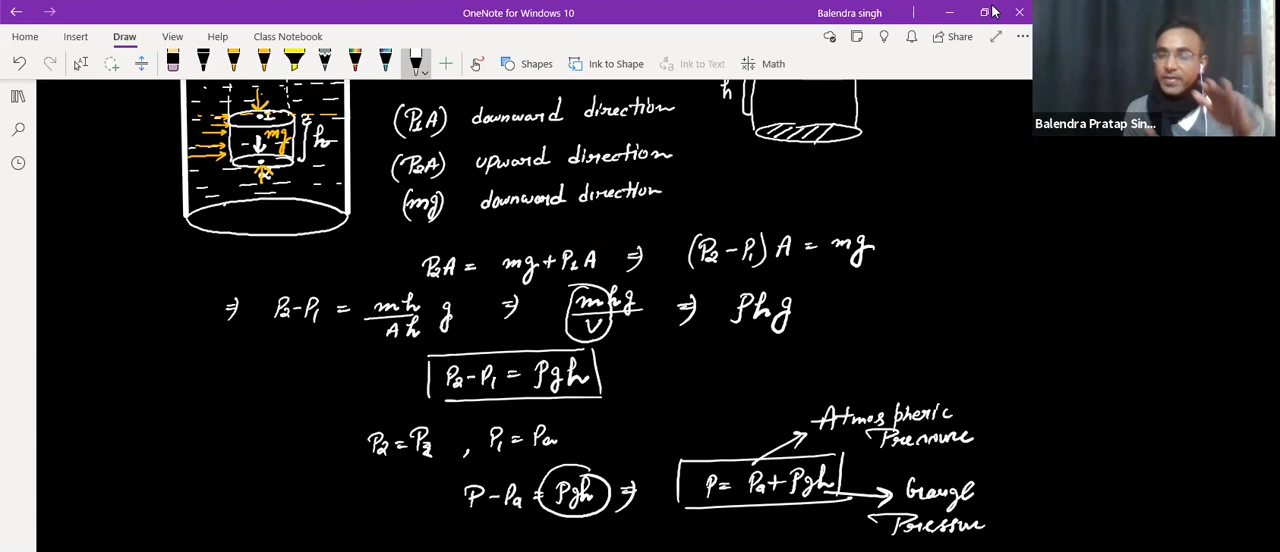 OneNote for Windows 10
Balendra singh
Home Insert Draw View Help Class Notebook
Share
Shapes Ink to Shape Ink to Text Math
Balendra Pratap Sin...
h
1
mg
h
(P1A) downward direction
(P2A) upward direction
(mg) downward direction
P2A = mg + P1A ⇒ (P2 - P1) A = mg
⇒ P2 - P1 = mh/Ah g ⇒ mhg/V ⇒ ρhg
P2 - P1 = ρgh
P2 = P2 , P1 = Pa
Atmospheric
Pressure
P - Pa = ρgh ⇒ P = Pa + ρgh
Gauge
Pressure